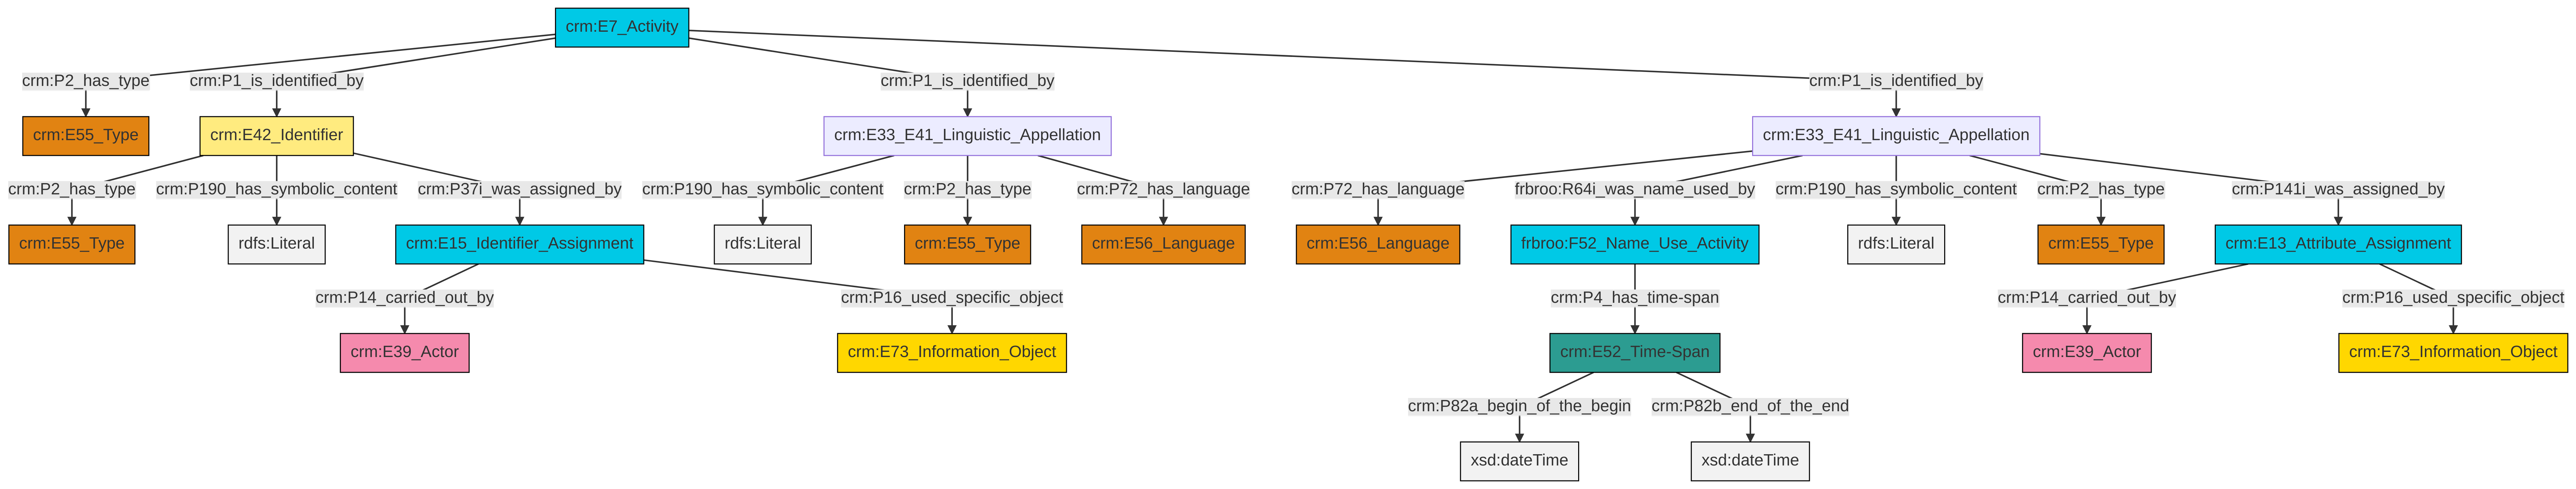 crm:E7_Activity
crm:P2_has_type
crm:P1_is_identified_by
crm:P1_is_identified_by
crm:P1_is_identified_by
crm:E55_Type
crm:E42_Identifier
crm:E33_E41_Linguistic_Appellation
crm:E33_E41_Linguistic_Appellation
crm:P2_has_type
crm:P190_has_symbolic_content
crm:P37i_was_assigned_by
crm:P190_has_symbolic_content
crm:P2_has_type
crm:P72_has_language
crm:P72_has_language
frbroo:R64i_was_name_used_by
crm:P190_has_symbolic_content
crm:P2_has_type
crm:P141i_was_assigned_by
crm:E55_Type
rdfs:Literal
crm:E15_Identifier_Assignment
rdfs:Literal
crm:E55_Type
crm:E56_Language
crm:E56_Language
frbroo:F52_Name_Use_Activity
rdfs:Literal
crm:E55_Type
crm:E13_Attribute_Assignment
crm:P14_carried_out_by
crm:P16_used_specific_object
crm:P4_has_time-span
crm:P14_carried_out_by
crm:P16_used_specific_object
crm:E39_Actor
crm:E73_Information_Object
crm:E52_Time-Span
crm:E39_Actor
crm:E73_Information_Object
crm:P82a_begin_of_the_begin
crm:P82b_end_of_the_end
xsd:dateTime
xsd:dateTime